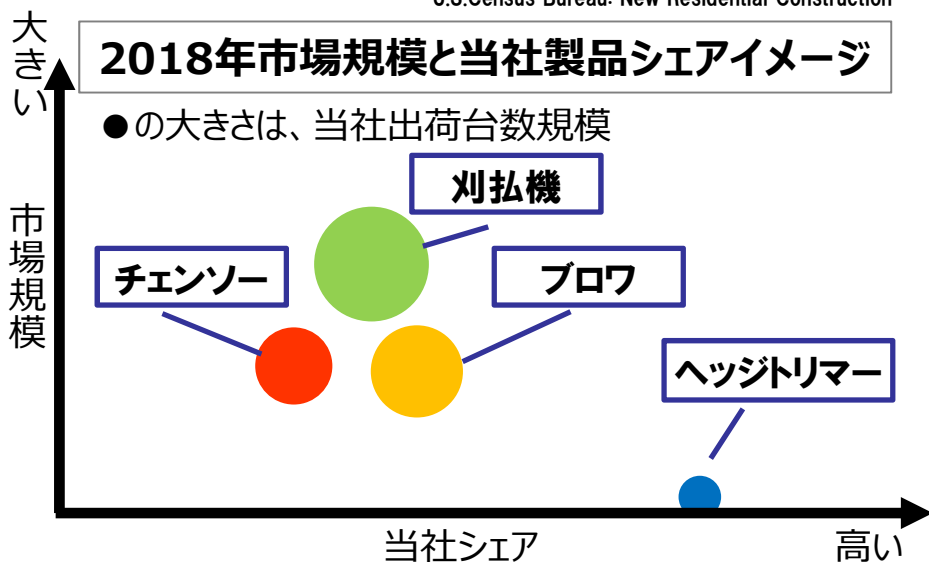 U.S.Census Bureau: New Residential Construction
大きい
2018年市場規模と当社製品シェアイメージ
●の大きさは、当社出荷台数規模
刈払機
市場規模
チェンソー
ブロワ
ヘッジトリマー
当社シェア
高い